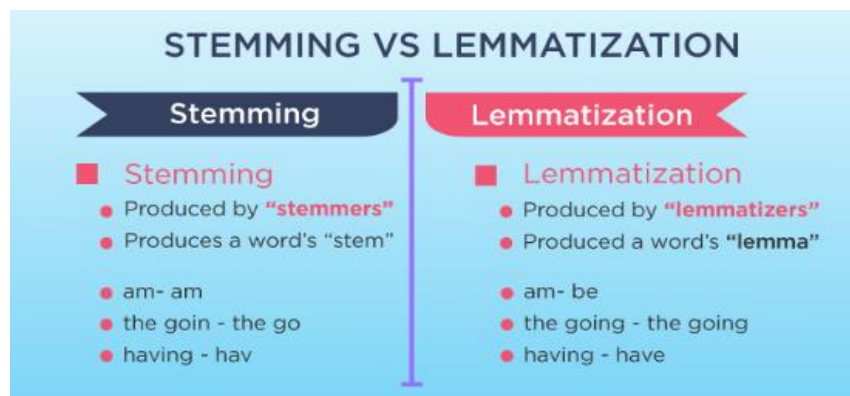 STEMMING VS LEMMATIZATION
Stemming
Stemming
Produced by “stemmers”
Produces a word’s “stem”
am- am
the goin - the go
having - hav
Lemmatization
Lemmatization
Produced by “lemmatizers”
Produced a word’s “lemma”
am- be
the going - the going
having - have